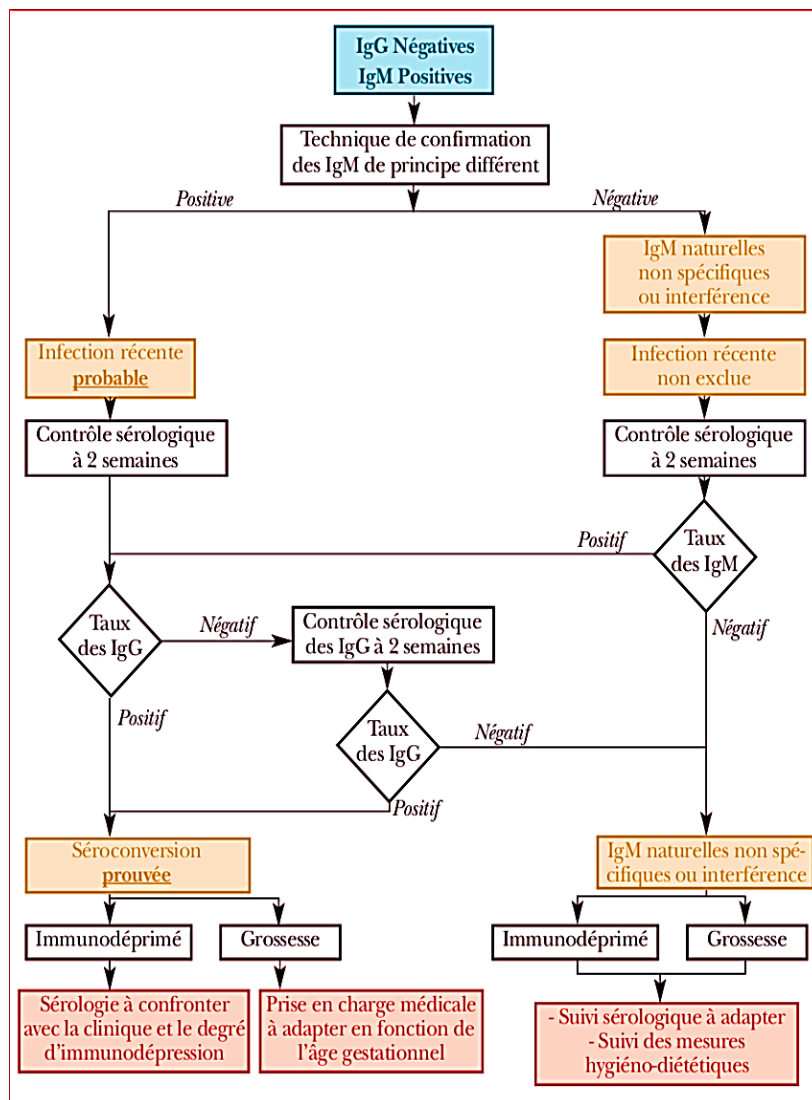 IgG Négatives
IgM Positives
Technique de confirmation
des IgM de principe différent
Positive
Négative
IgM naturelles
non spécifiques
ou interférence
Infection récente
probable
Infection récente
non exclue
Contrôle sérologique
à 2 semaines
Contrôle sérologique
à 2 semaines
Taux
des IgM
Positif
Négatif
Taux
des IgG
Négatif
Contrôle sérologique
des IgG à 2 semaines
Positif
Taux
des IgG
Négatif
Positif
Séroconversion
prouvée
IgM naturelles non spé-
cifiques ou interférence
Immunodéprimé
Grossesse
Immunodéprimé
Grossesse
Sérologie à confronter
avec la clinique et le degré
d'immunodépression
Prise en charge médicale
à adapter en fonction de
l'âge gestationnel
- Suivi sérologique à adapter
- Suivi des mesures
hygiéno-diététiques